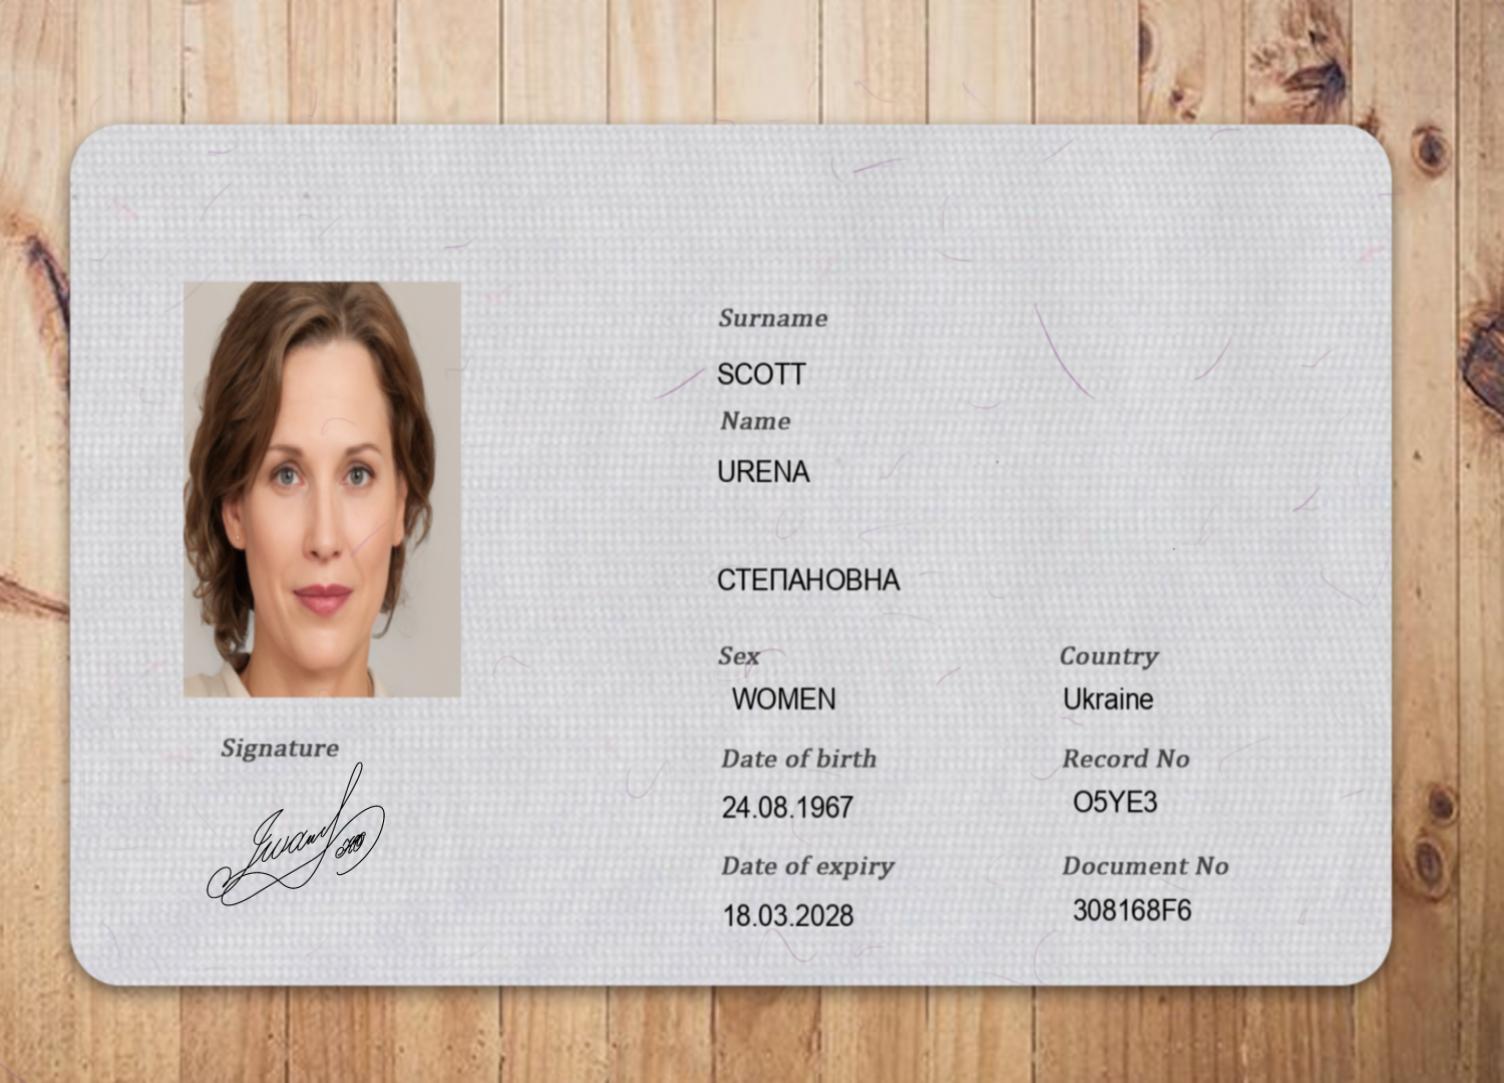 Surname
SCOTT
Name
URENA
СТЕПАНОВНА
Sex
WOMEN
Country
Ukraine
Date of birth
24.08.1967
Record No
O5YE3
Date of expiry
18.03.2028
Document No
308168F6
Signature